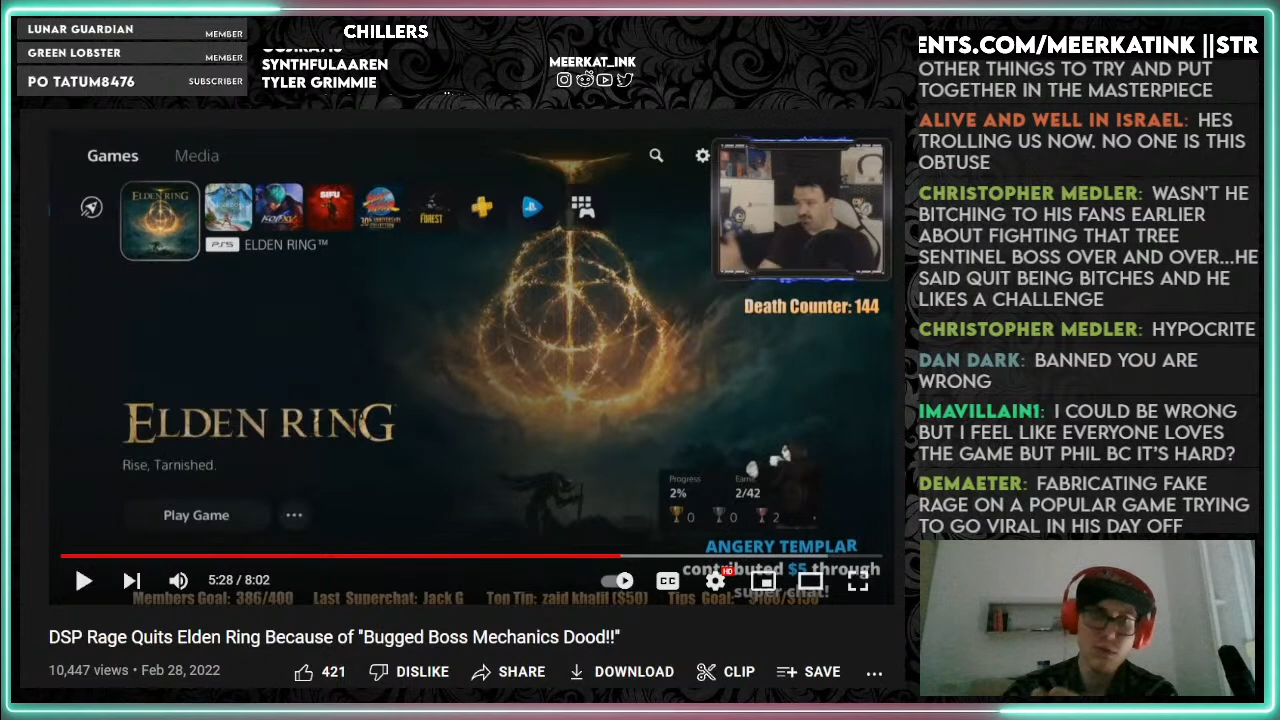 LUNAR GUARDIAN MEMBER
GREEN LOBSTER MEMBER
PO TATUM8476 SUBSCRIBER
CHILLERS
SYNTHFULAAREN
TYLER GRIMMIE
MEERKAT_INK
ENTS.COM/MEERKATINK ||STR
OTHER THINGS TO TRY AND PUT
TOGETHER IN THE MASTERPIECE
ALIVE AND WELL IN ISRAEL: HES
TROLLING US NOW. NO ONE IS THIS
OBTUSE
CHRISTOPHER MEDLER: WASN'T HE
BITCHING TO HIS FANS EARLIER
ABOUT FIGHTING THAT TREE
SENTINEL BOSS OVER AND OVER...HE
SAID QUIT BEING BITCHES AND HE
LIKES A CHALLENGE
CHRISTOPHER MEDLER: HYPOCRITE
DAN DARK: BANNED YOU ARE
WRONG
IMAVILLAIN1: I COULD BE WRONG
BUT I FEEL LIKE EVERYONE LOVES
THE GAME BUT PHIL BC IT'S HARD?
DEMAETER: FABRICATING FAKE
RAGE ON A POPULAR GAME TRYING
TO GO VIRAL IN HIS DAY OFF
Games Media
ELDEN RING
SIFU
FOREST
PS5 ELDEN RING™
Death Counter: 144
ELDEN RING
Rise, Tarnished.
Play Game
Progress
2% 2/42
0 0 2
ANGERY TEMPLAR
contributed $5 through
super chat!
5:28 / 8:02
CC HD
Members Goal: 386/400 Last Superchat: Jack G Top Tip: zaid khalif ($50) Tips Goal:
DSP Rage Quits Elden Ring Because of "Bugged Boss Mechanics Dood!!"
10,447 views • Feb 28, 2022 421 DISLIKE SHARE DOWNLOAD CLIP SAVE